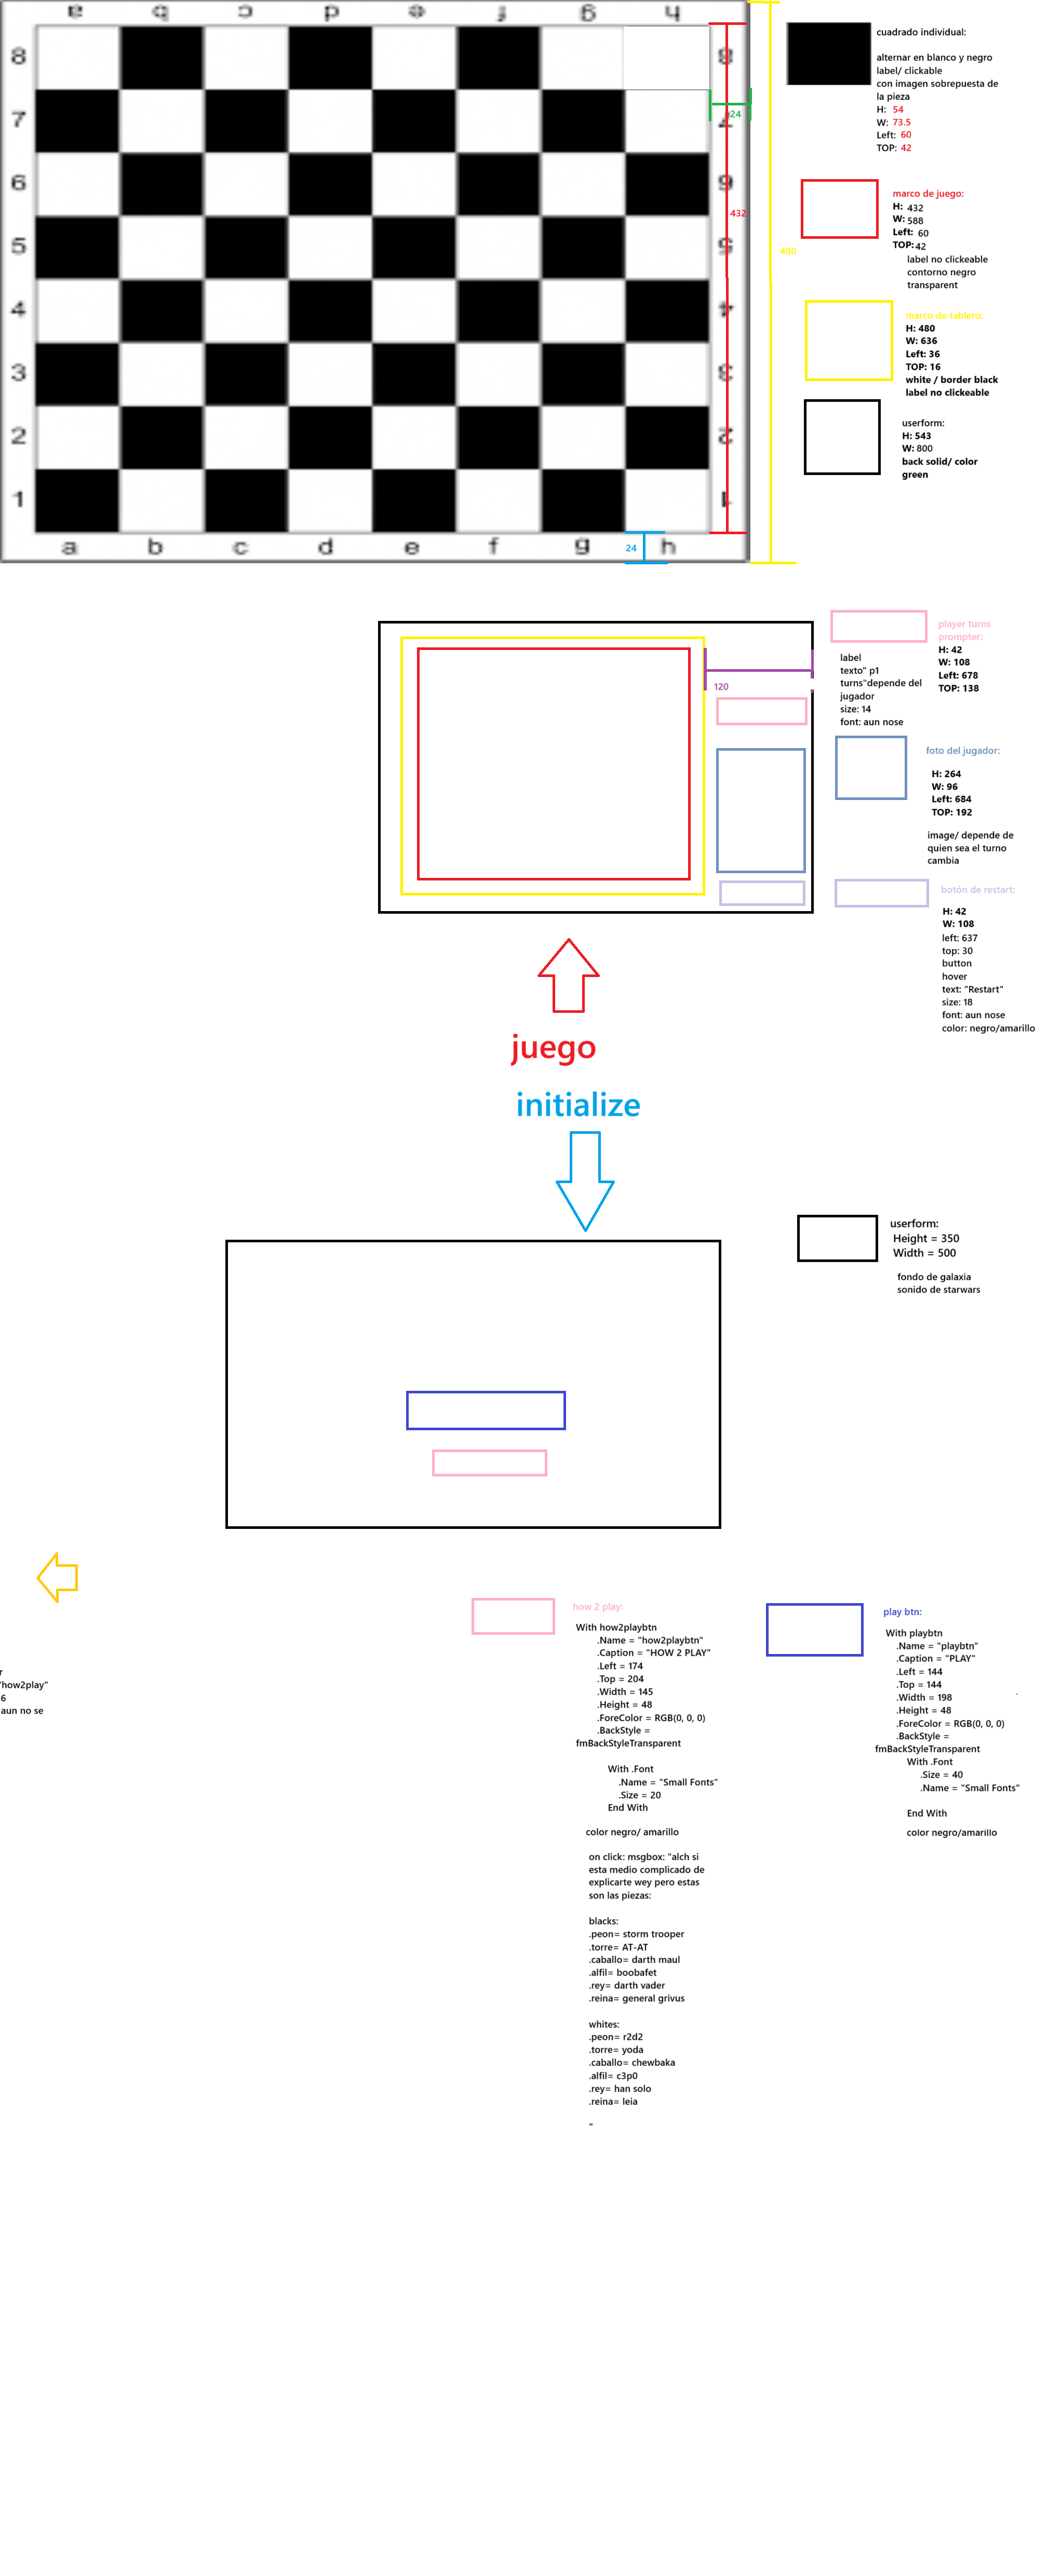 a b c d e f g h
8 8
7 7
6 6
5 5
4 4
3 3
2 2
1 1
a b c d e f g h
24
432
480
24
cuadrado individual:
alternar en blanco y negro
label/ clickable
con imagen sobrepuesta de
la pieza
H: 54
W: 73.5
Left: 60
TOP: 42
marco de juego:
H: 432
W: 588
Left: 60
TOP: 42
label no clickeable
contorno negro
transparent
marco de tablero:
H: 480
W: 636
Left: 36
TOP: 16
white / border black
label no clickeable
userform:
H: 543
W: 800
back solid/ color
green
120
player turns
prompter:
H: 42
W: 108
Left: 678
TOP: 138
label
texto" p1
turns"depende del
jugador
size: 14
font: aun nose
foto del jugador:
H: 264
W: 96
Left: 684
TOP: 192
image/ depende de
quien sea el turno
cambia
botón de restart:
H: 42
W: 108
left: 637
top: 30
button
hover
text: "Restart"
size: 18
font: aun nose
color: negro/amarillo
juego
initialize
userform:
Height = 350
Width = 500
fondo de galaxia
sonido de starwars
r
'how2play"
6
aun no se
how 2 play:
With how2playbtn
.Name = "how2playbtn"
.Caption = "HOW 2 PLAY"
.Left = 174
.Top = 204
.Width = 145
.Height = 48
.ForeColor = RGB(0, 0, 0)
.BackStyle =
fmBackStyleTransparent
With .Font
.Name = "Small Fonts"
.Size = 20
End With
color negro/ amarillo
on click: msgbox: "alch si
esta medio complicado de
explicarte wey pero estas
son las piezas:
blacks:
.peon= storm trooper
.torre= AT-AT
.caballo= darth maul
.alfil= boobafet
.rey= darth vader
.reina= general grivus
whites:
.peon= r2d2
.torre= yoda
.caballo= chewbaka
.alfil= c3p0
.rey= han solo
.reina= leia
"
play btn:
With playbtn
.Name = "playbtn"
.Caption = "PLAY"
.Left = 144
.Top = 144
.Width = 198
.Height = 48
.ForeColor = RGB(0, 0, 0)
.BackStyle =
fmBackStyleTransparent
With .Font
.Size = 40
.Name = "Small Fonts"
End With
color negro/amarillo